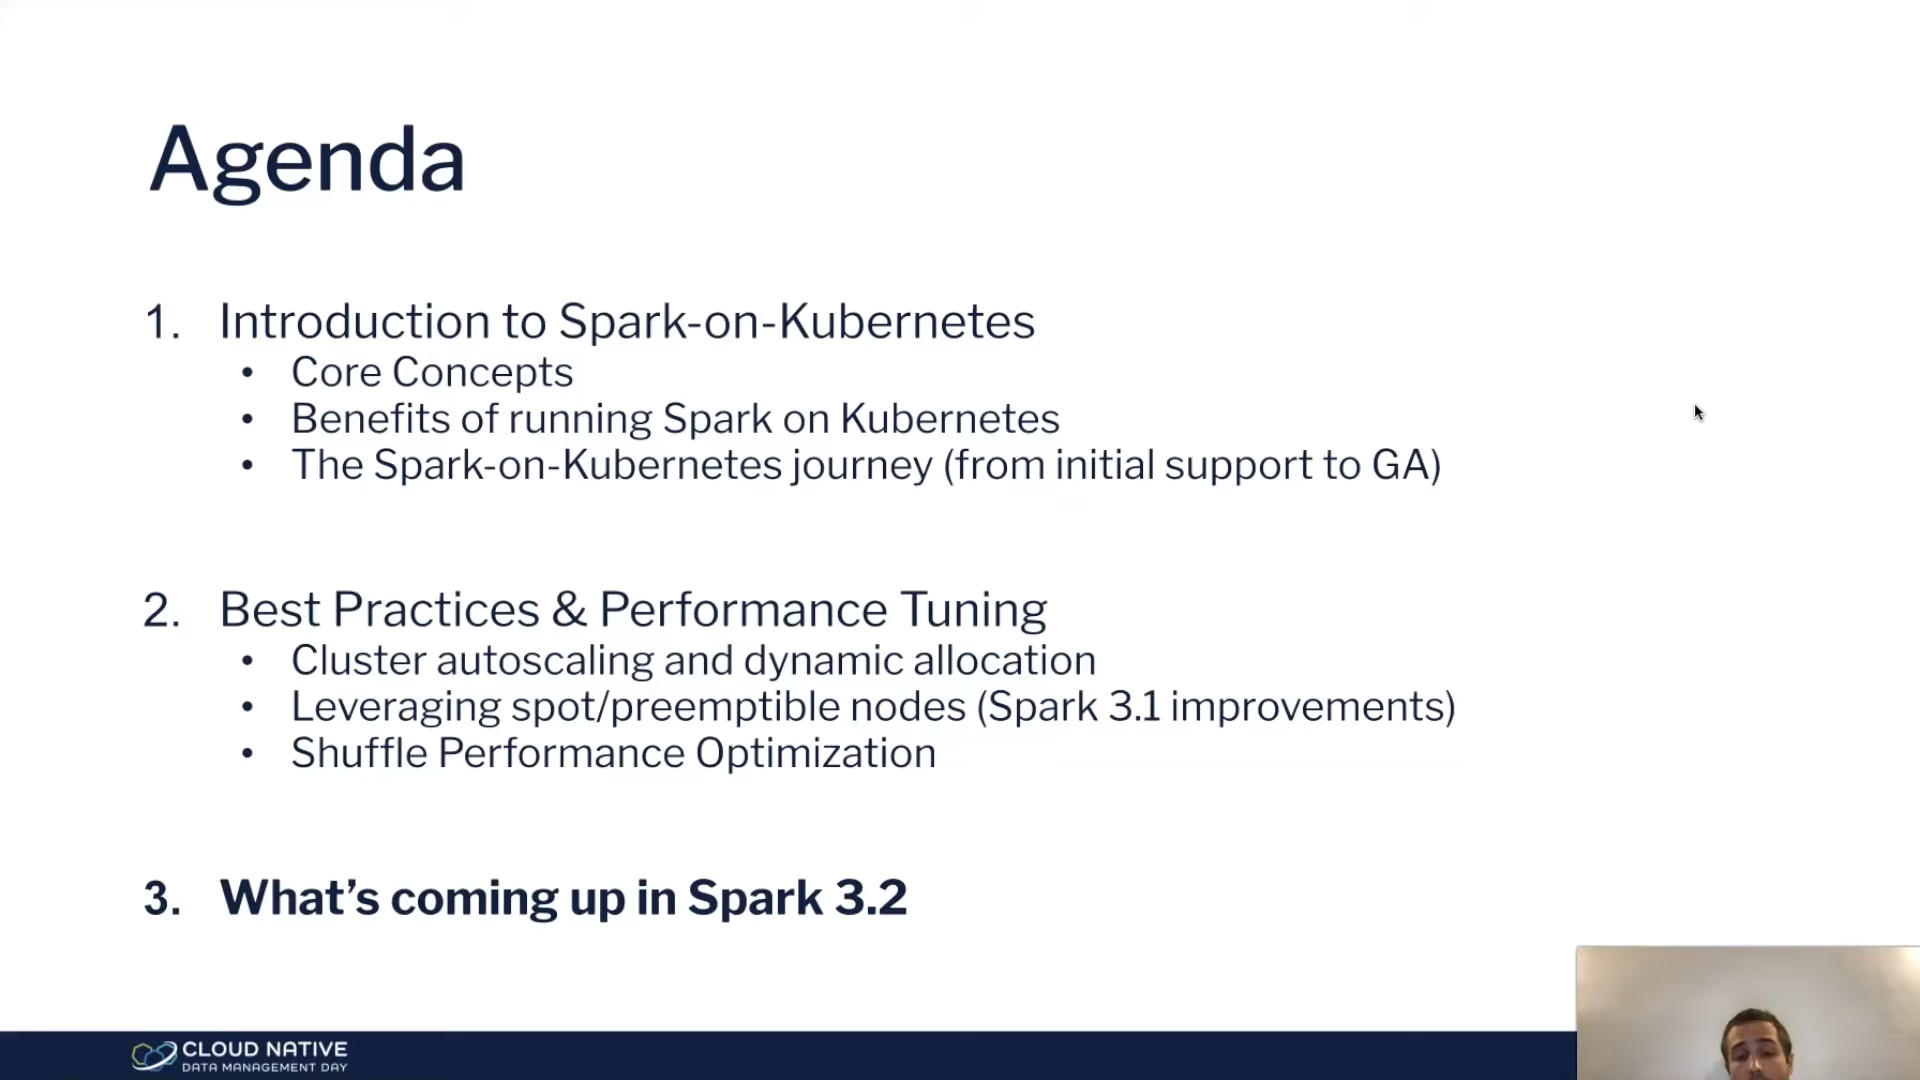 Agenda
1. Introduction to Spark-on-Kubernetes
• Core Concepts
• Benefits of running Spark on Kubernetes
• The Spark-on-Kubernetes journey (from initial support to GA)
2. Best Practices & Performance Tuning
• Cluster autoscaling and dynamic allocation
• Leveraging spot/preemptible nodes (Spark 3.1 improvements)
• Shuffle Performance Optimization
3. What’s coming up in Spark 3.2
CLOUD NATIVE
DATA MANAGEMENT DAY